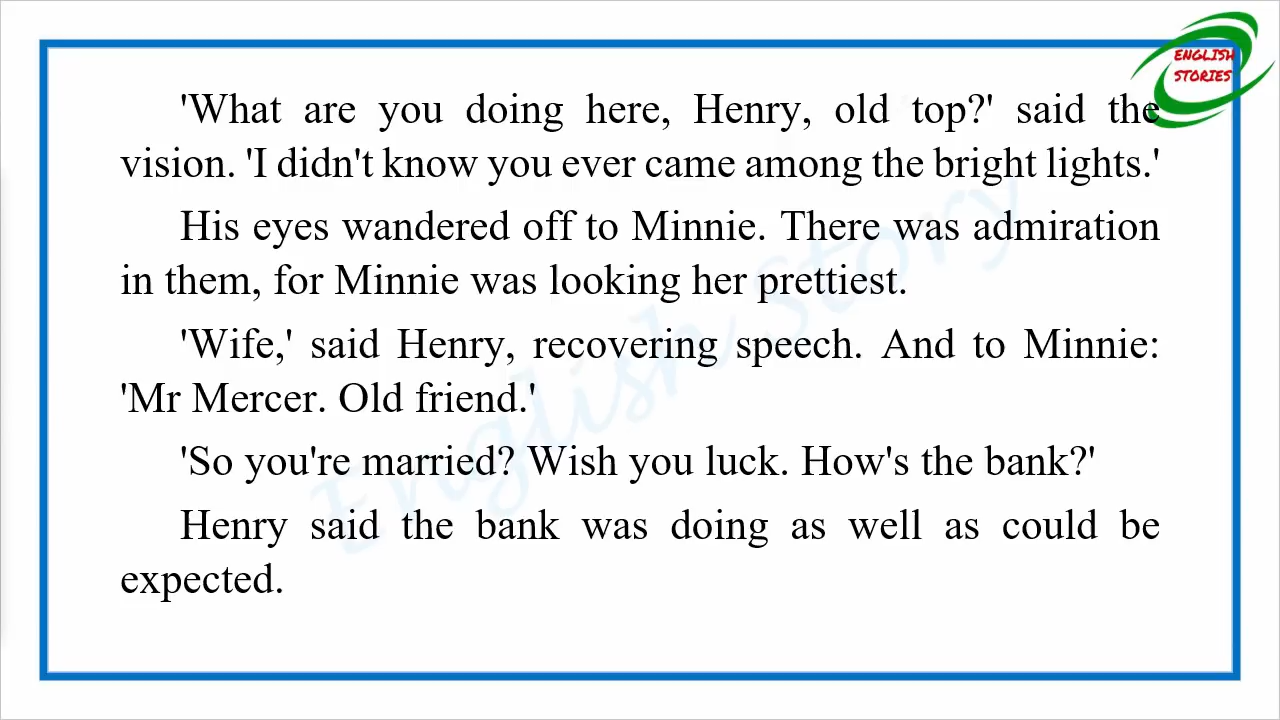 ENGLISH
STORIES
'What are you doing here, Henry, old top?' said the
vision. 'I didn't know you ever came among the bright lights.'
His eyes wandered off to Minnie. There was admiration
in them, for Minnie was looking her prettiest.
'Wife,' said Henry, recovering speech. And to Minnie:
'Mr Mercer. Old friend.'
'So you're married? Wish you luck. How's the bank?'
Henry said the bank was doing as well as could be
expected.
English Story